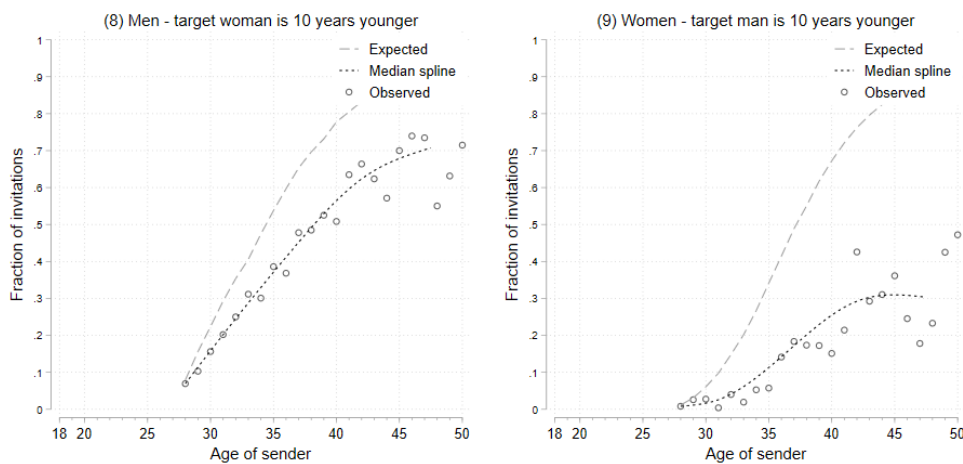 (8) Men - target woman is 10 years younger
1
.9
.8
.7
.6
.5
.4
.3
.2
.1
0
Fraction of invitations
Expected
Median spline
Observed
18 20 30 35 40 45 50
Age of sender
(9) Women - target man is 10 years younger
1
.9
.8
.7
.6
.5
.4
.3
.2
.1
0
Fraction of invitations
Expected
Median spline
Observed
18 20 30 35 40 45 50
Age of sender